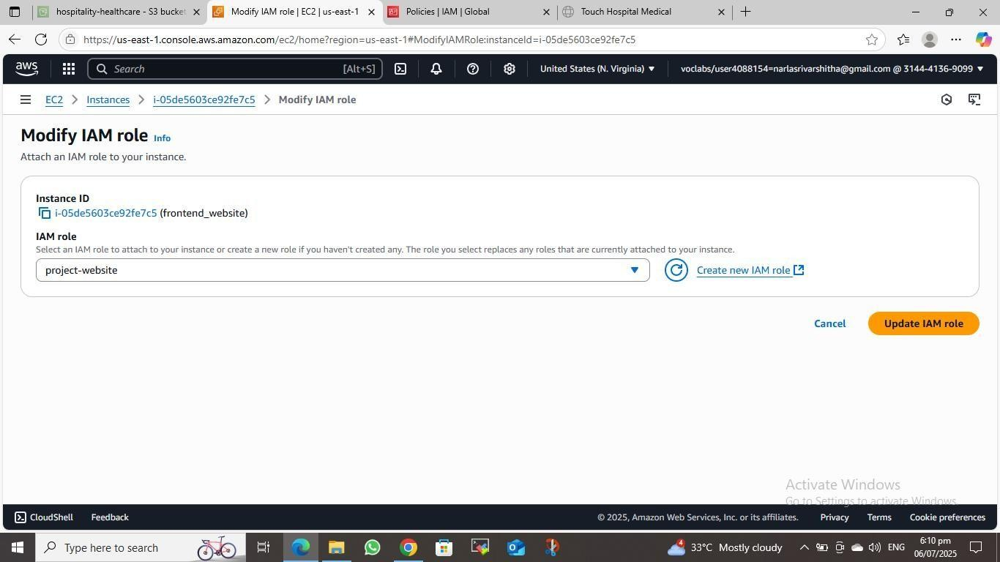 hospitality-healthcare - S3 bucket
Modify IAM role | EC2 | us-east-1
Policies | IAM | Global
Touch Hospital Medical
https://us-east-1.console.aws.amazon.com/ec2/home?region=us-east-1#ModifyIAMRole:instanceId=i-05de5603ce92fe7c5
aws
Search [Alt+S]
United States (N. Virginia)
voclabs/user4088154=narlasrivarshitha@gmail.com @ 3144-4136-9099
EC2 > Instances > i-05de5603ce92fe7c5 > Modify IAM role
Modify IAM role Info
Attach an IAM role to your instance.
Instance ID
i-05de5603ce92fe7c5 (frontend_website)
IAM role
Select an IAM role to attach to your instance or create a new role if you haven't created any. The role you select replaces any roles that are currently attached to your instance.
project-website
Create new IAM role
Cancel
Update IAM role
Activate Windows
Go to Settings to activate Windows.
CloudShell
Feedback
© 2025, Amazon Web Services, Inc. or its affiliates.
Privacy
Terms
Cookie preferences
Type here to search
4
33°C Mostly cloudy
ENG
6:10 pm
06/07/2025